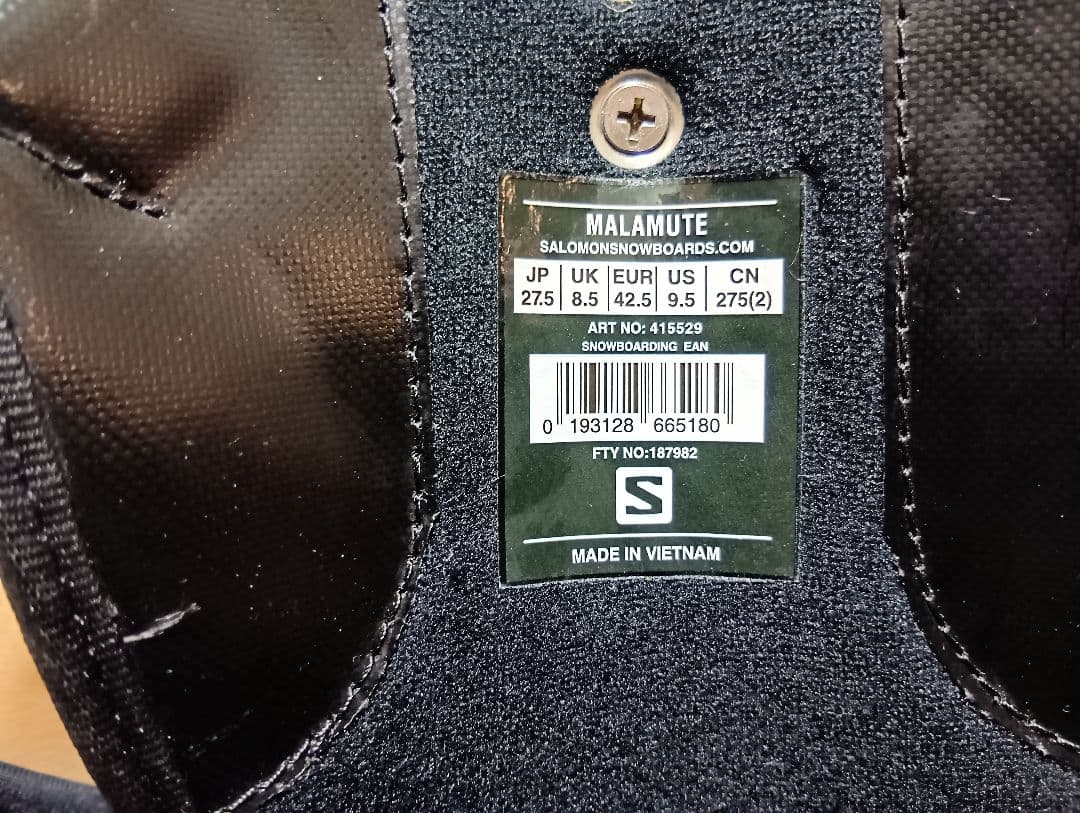 MALAMUTE
SALOMONSNOWBOARDS.COM
JP UK EUR US CN
27.5 8.5 42.5 9.5 275(2)
ART NO: 415529
SNOWBOARDING EAN
0 193128 665180
FTY NO:187982
S
MADE IN VIETNAM